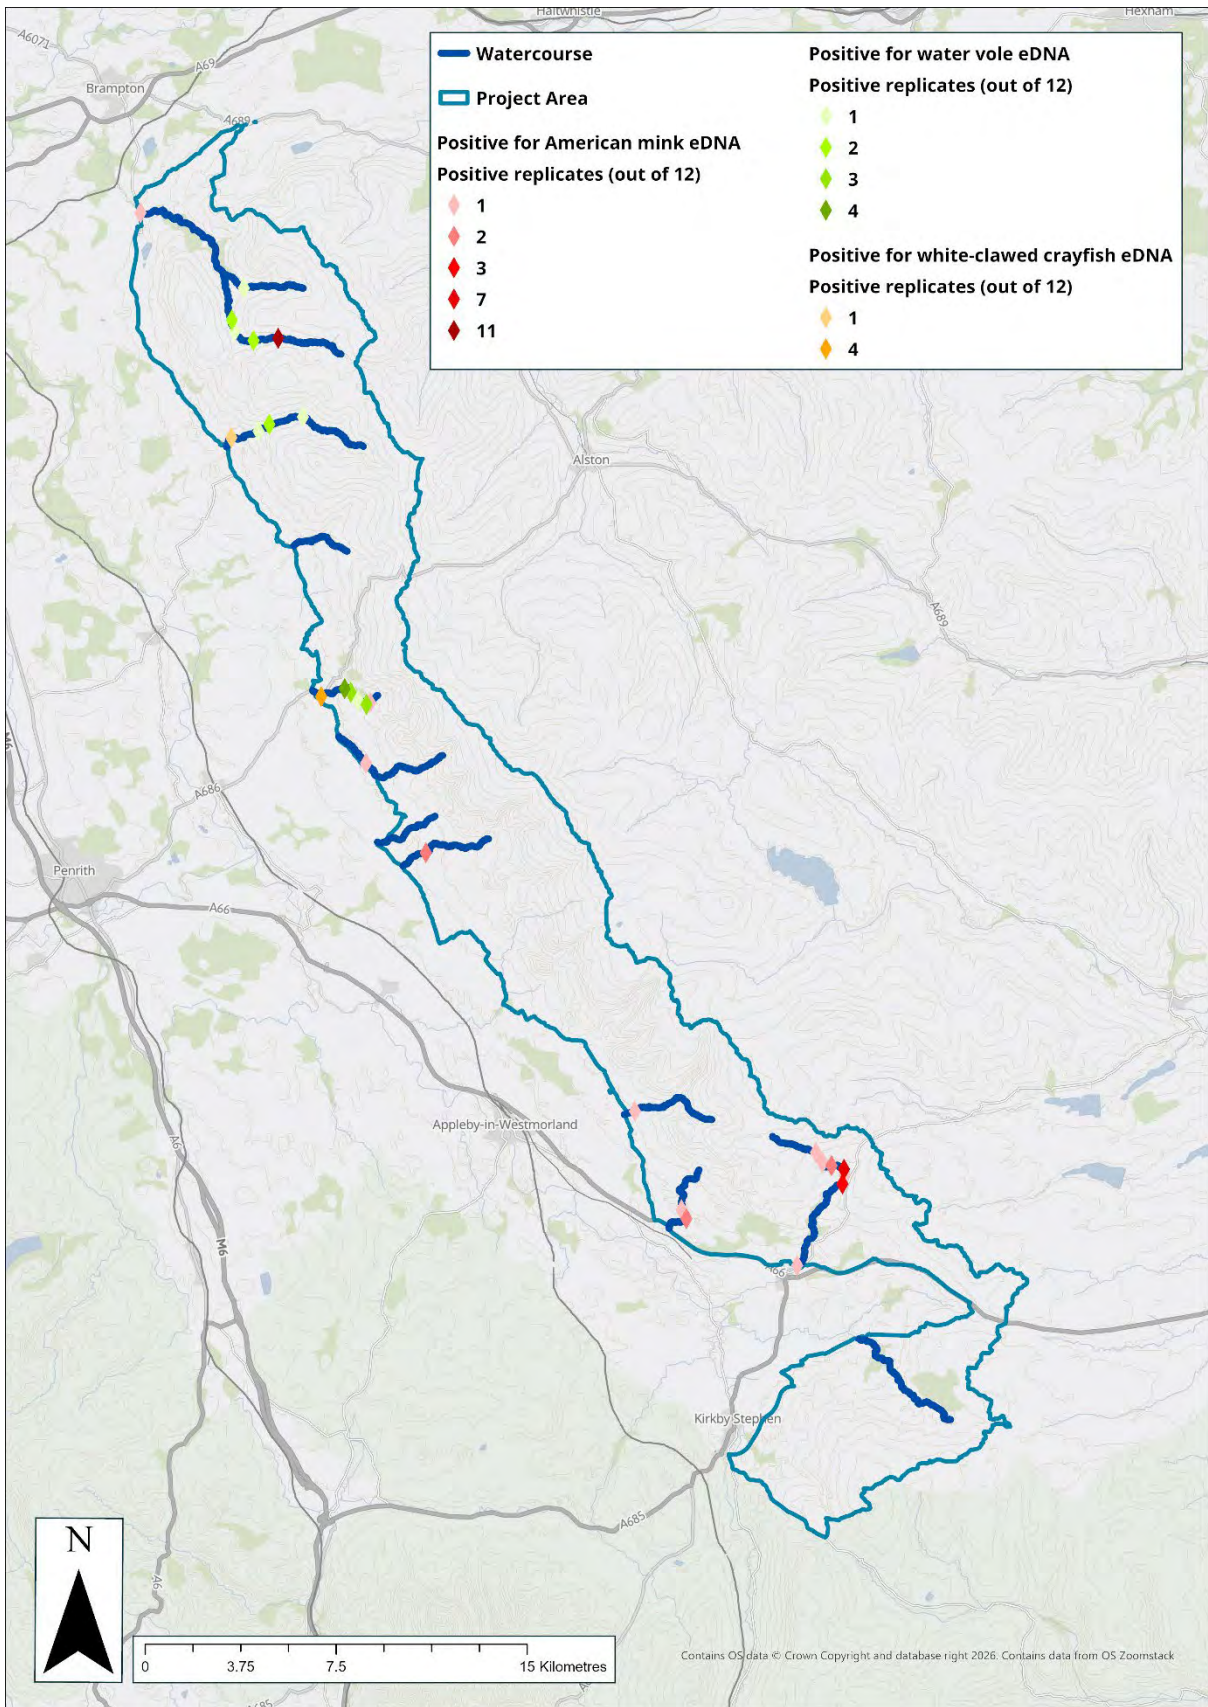 Haltwhistle
Hexham
A6071
A69
Brampton
A689
Watercourse
Project Area
Positive for American mink eDNA
Positive replicates (out of 12)
1
2
3
7
11
Positive for water vole eDNA
Positive replicates (out of 12)
1
2
3
4
Positive for white-clawed crayfish eDNA
Positive replicates (out of 12)
1
4
Alston
A689
M6
A686
Penrith
A66
Appleby-in-Westmorland
A6
M6
A66
Kirkby Stephen
A685
A6
A685
N
0 3.75 7.5 15 Kilometres
Contains OS data © Crown Copyright and database right 2026. Contains data from OS Zoomstack